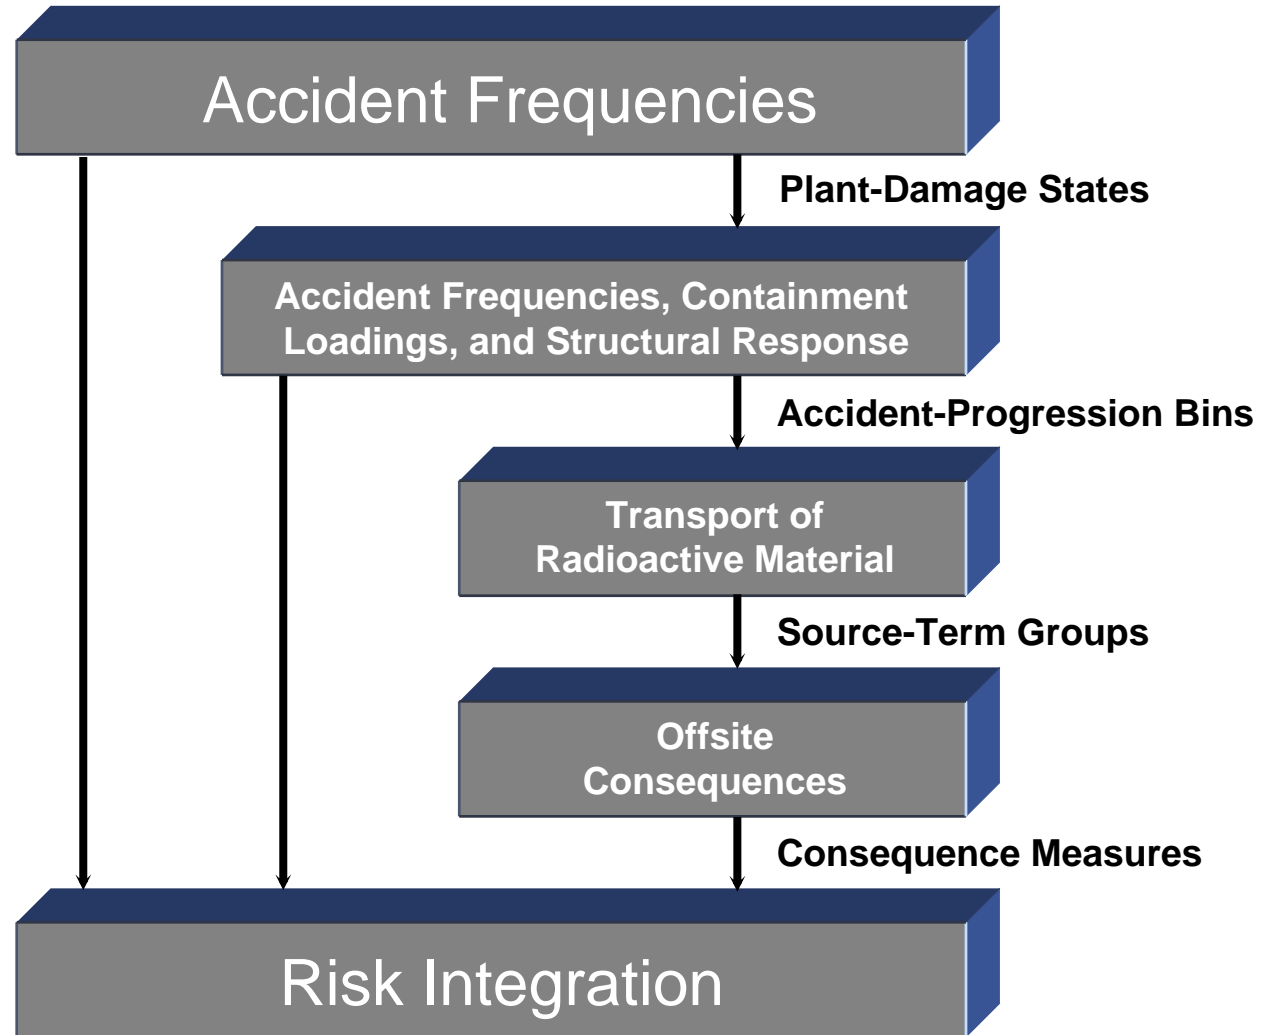 Accident Frequencies
Plant-Damage States
Accident Frequencies, Containment
Loadings, and Structural Response
Accident-Progression Bins
Transport of
Radioactive Material
Source-Term Groups
Offsite
Consequences
Consequence Measures
Risk Integration